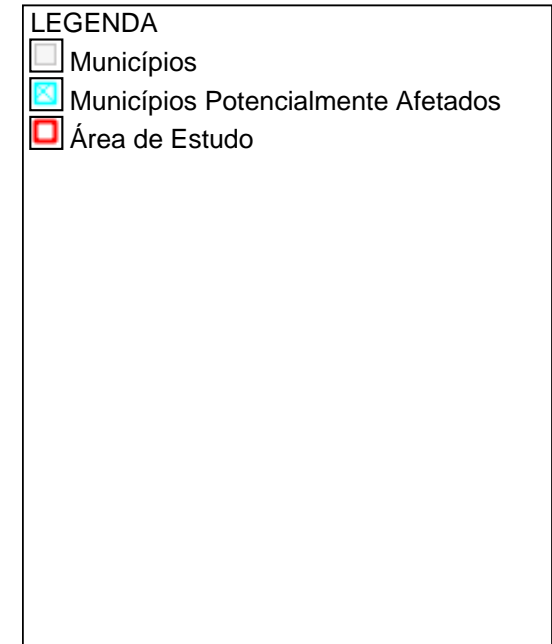 LEGENDA
Municípios
Municípios Potencialmente Afetados
Área de Estudo